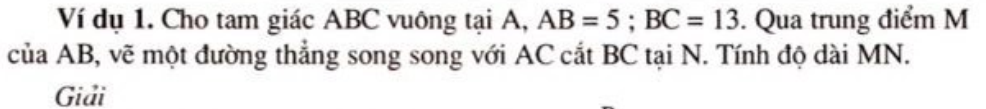 Ví dụ 1. Cho tam giác ABC vuông tại A, AB = 5 ; BC = 13. Qua trung điểm M
của AB, vẽ một đường thẳng song song với AC cắt BC tại N. Tính độ dài MN.
Giải